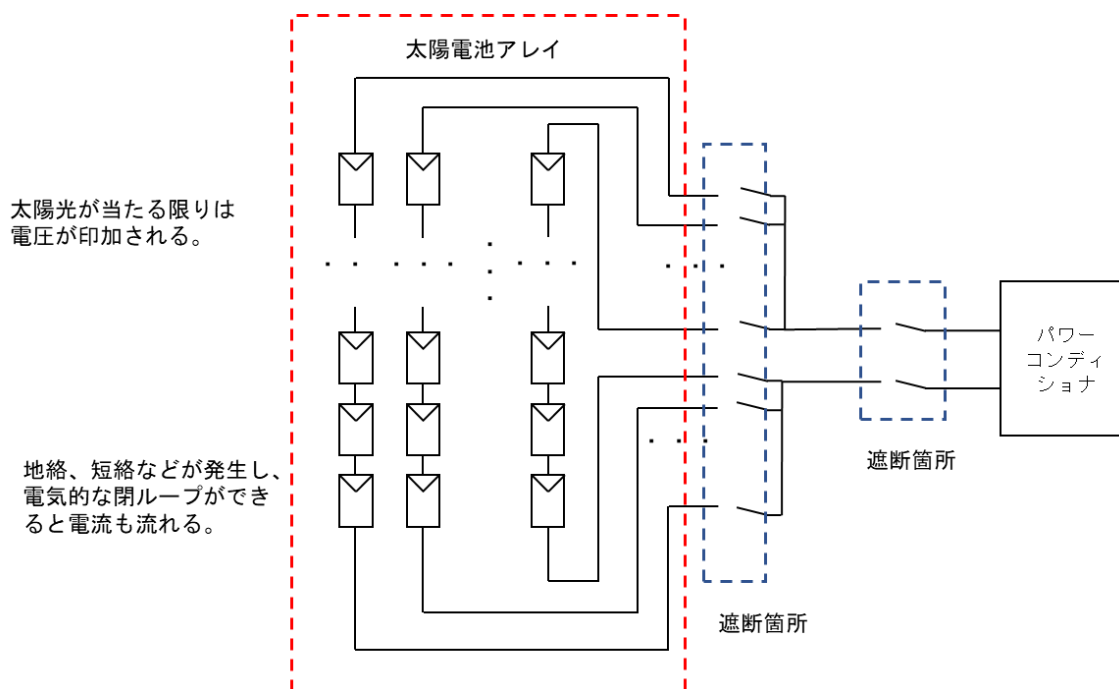 太陽電池アレイ
太陽光が当たる限りは
電圧が印加される。
パワー
コンディ
ショナ
地絡、短絡などが発生し、
電気的な閉ループができ
ると電流も流れる。
遮断箇所
遮断箇所